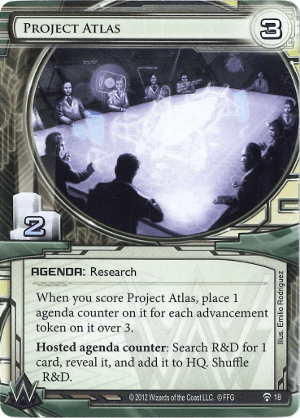 PROJECT ATLAS
3
2
AGENDA: Research
When you score Project Atlas, place 1
agenda counter on it for each advancement
token on it over 3.
Hosted agenda counter: Search R&D for 1
card, reveal it, and add it to HQ. Shuffle
R&D.
Illus. Emilio Rodriguez
©2012 Wizards of the Coast LLC. © FFG
18